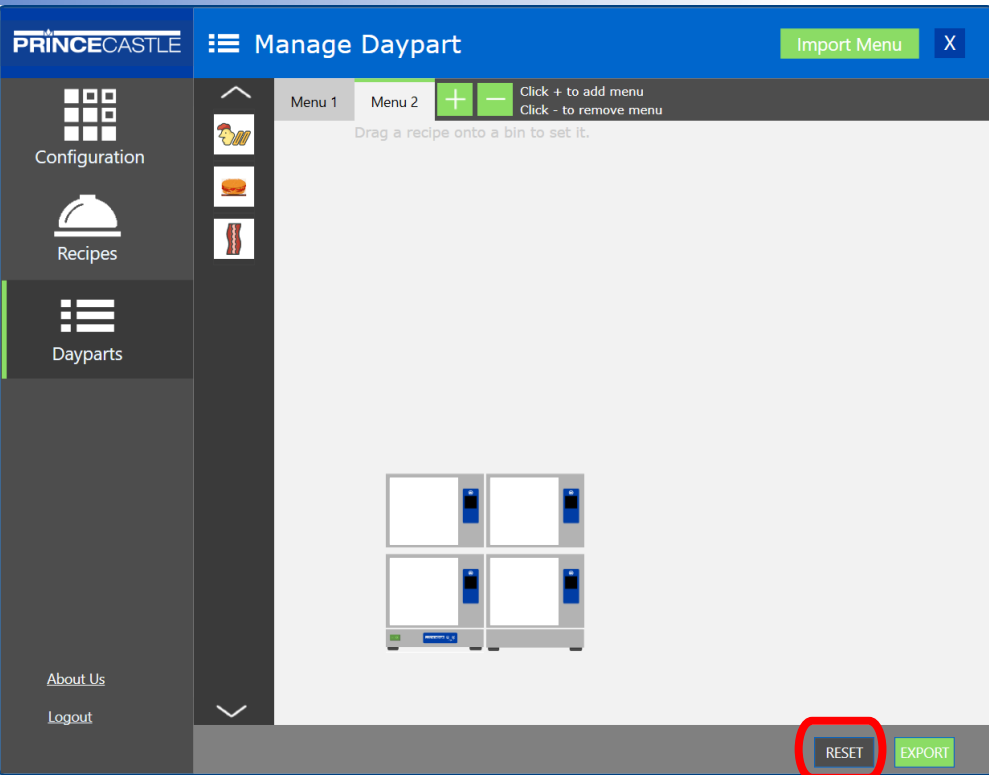 PRINCECASTLE
Manage Daypart
Import Menu
X
Configuration
Recipes
Dayparts
About Us
Logout
Menu 1
Menu 2
Click + to add menu
Click - to remove menu
Drag a recipe onto a bin to set it.
RESET
EXPORT